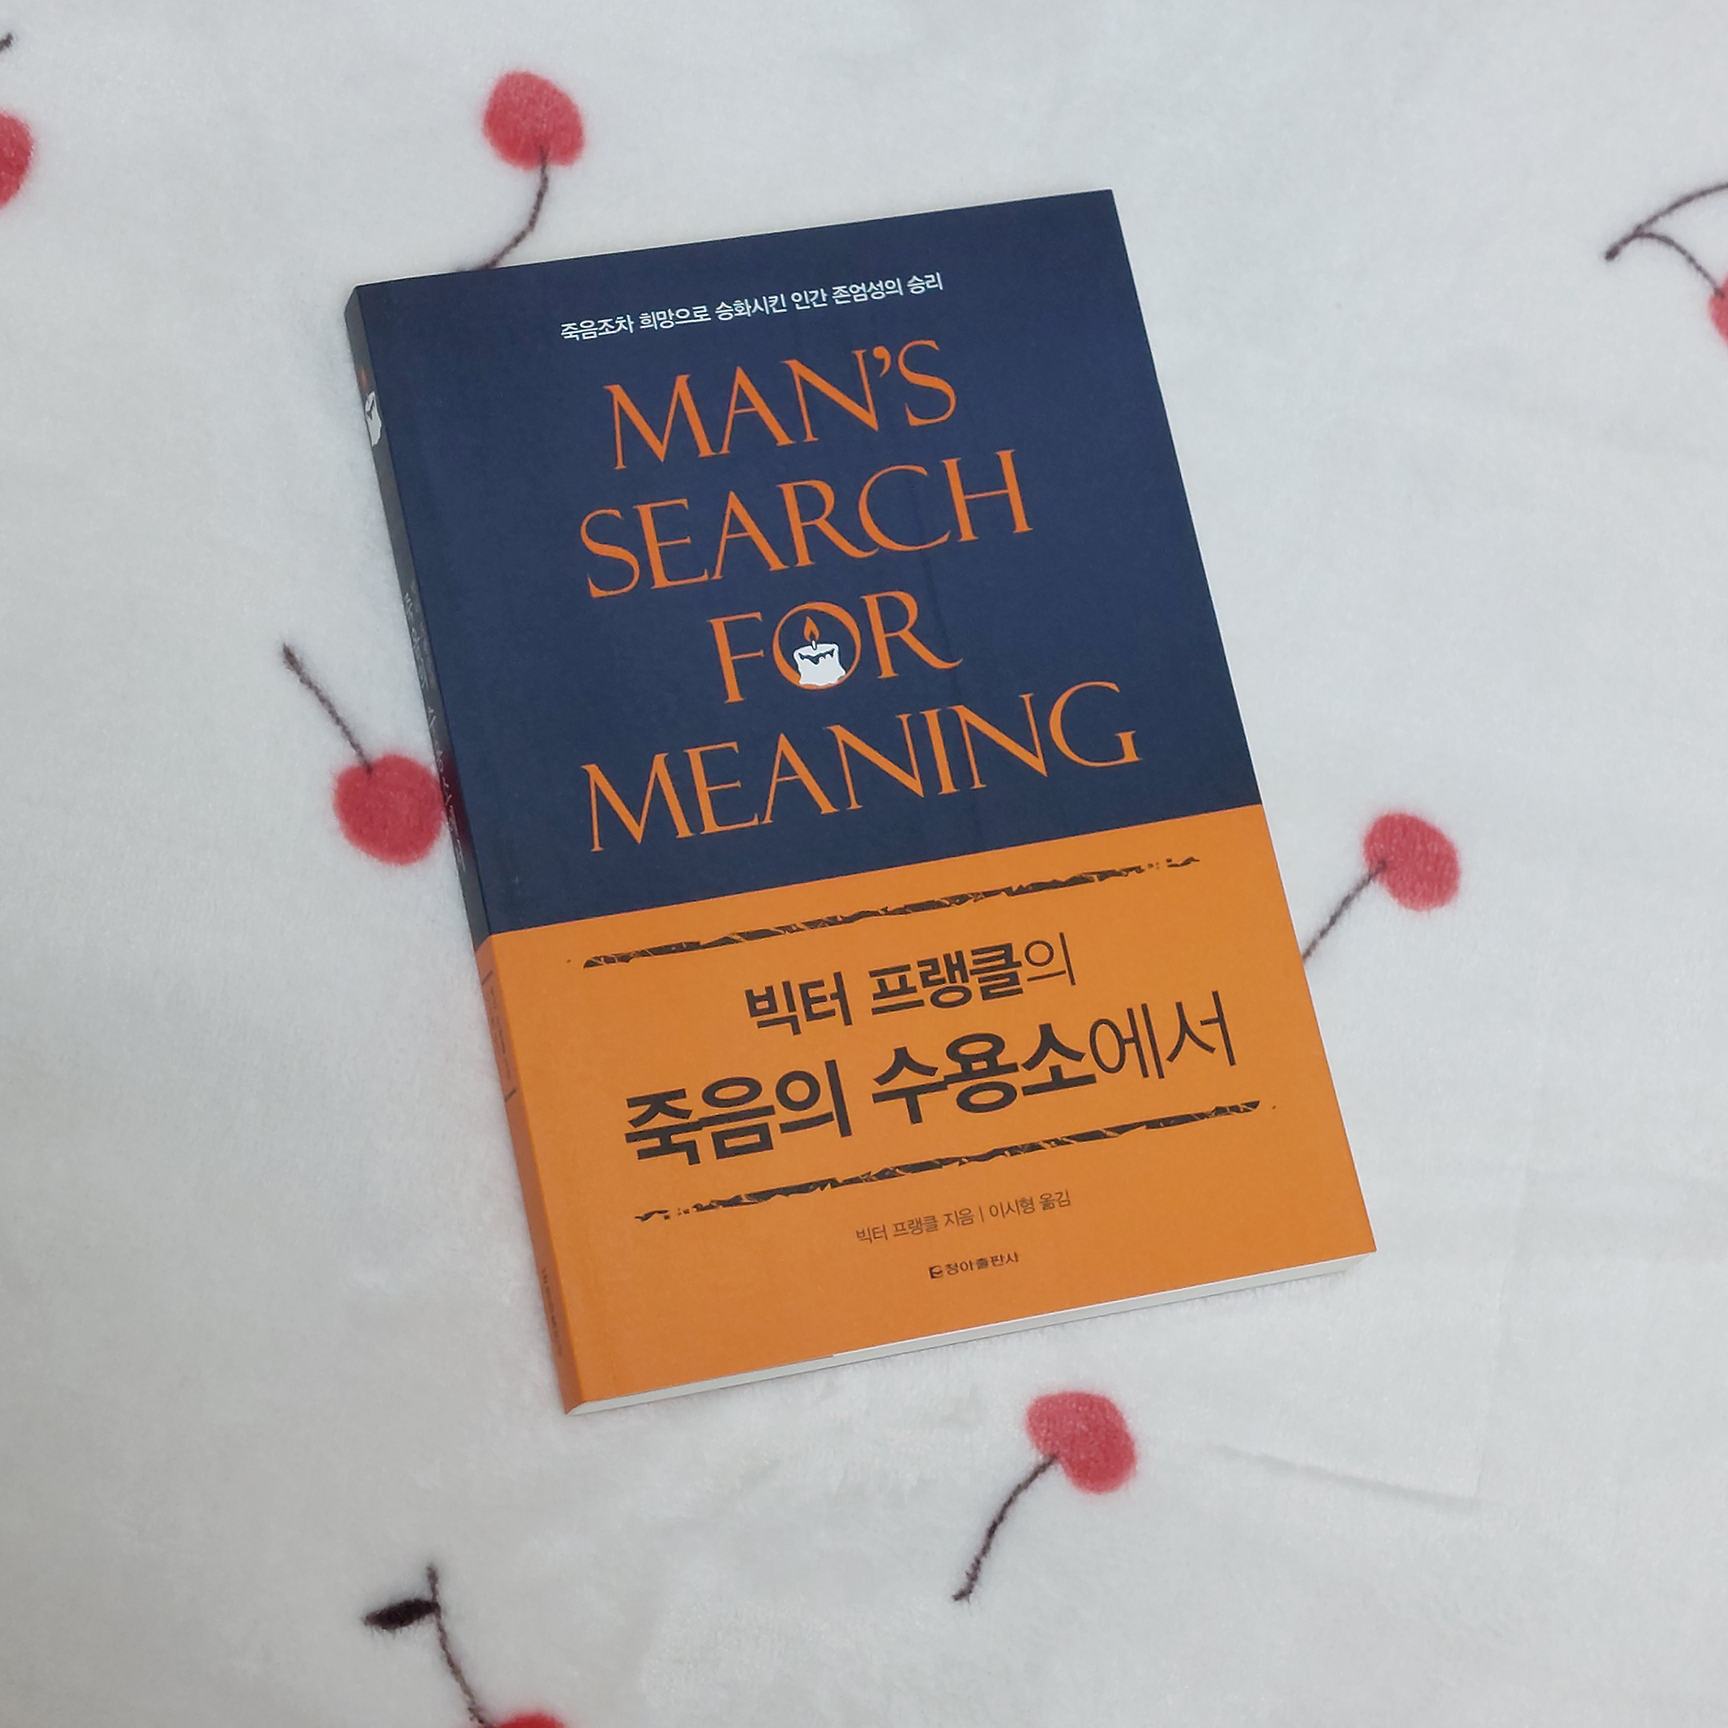 죽음조차 희망으로 승화시킨 인간 존엄성의 승리
MAN'S
SEARCH
FOR
MEANING
빅터 프랭클의
죽음의 수용소에서
빅터 프랭클 지음 | 이시형 옮김
청아출판사